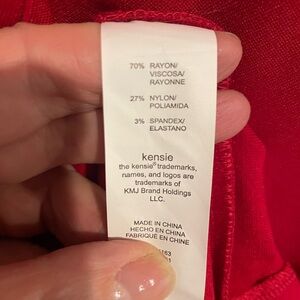 70% RAYON/
VISCOSA/
RAYONNE
27% NYLON/
POLIAMIDA
3% SPANDEX/
ELASTANO
kensie
the kensie® trademarks,
names, and logos are
trademarks of
KMJ Brand Holdings
LLC.
MADE IN CHINA
HECHO EN CHINA
FABRIQUÉ EN CHINE